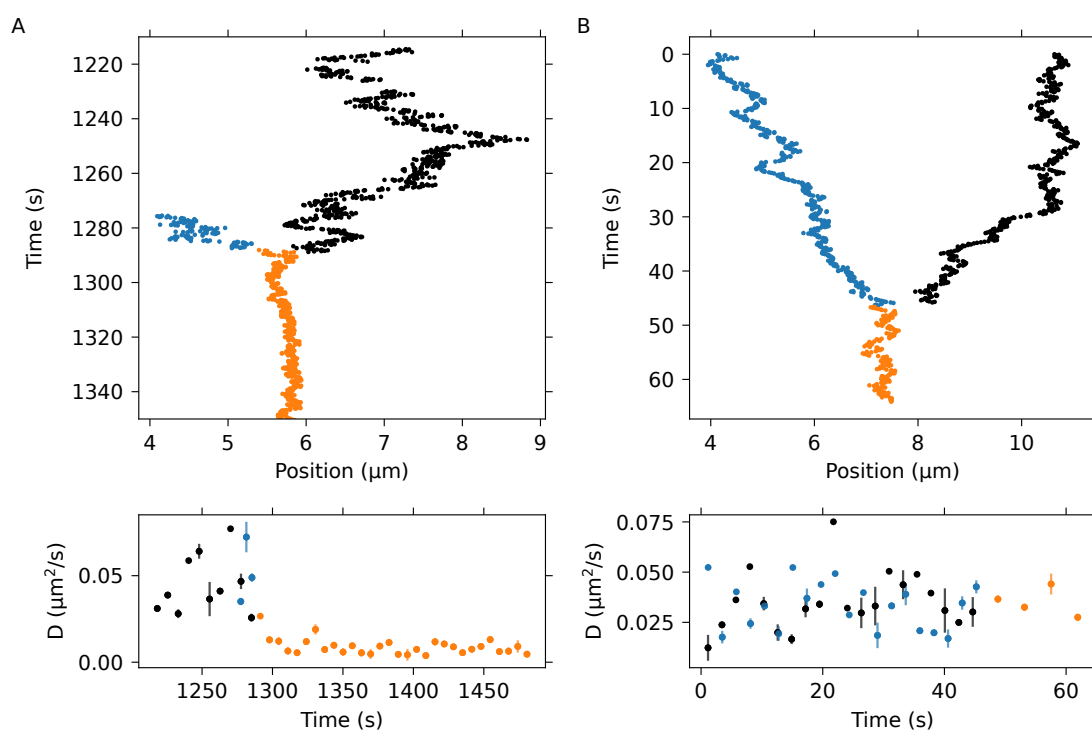 A
B
1220
1240
1260
1280
1300
1320
1340
Time (s)
4 5 6 7 8 9
Position (µm)
0
10
20
30
40
50
60
Time (s)
4 6 8 10
Position (µm)
0.05
0.00
D (µm²/s)
1250 1300 1350 1400 1450
Time (s)
0.075
0.050
0.025
D (µm²/s)
0 20 40 60
Time (s)